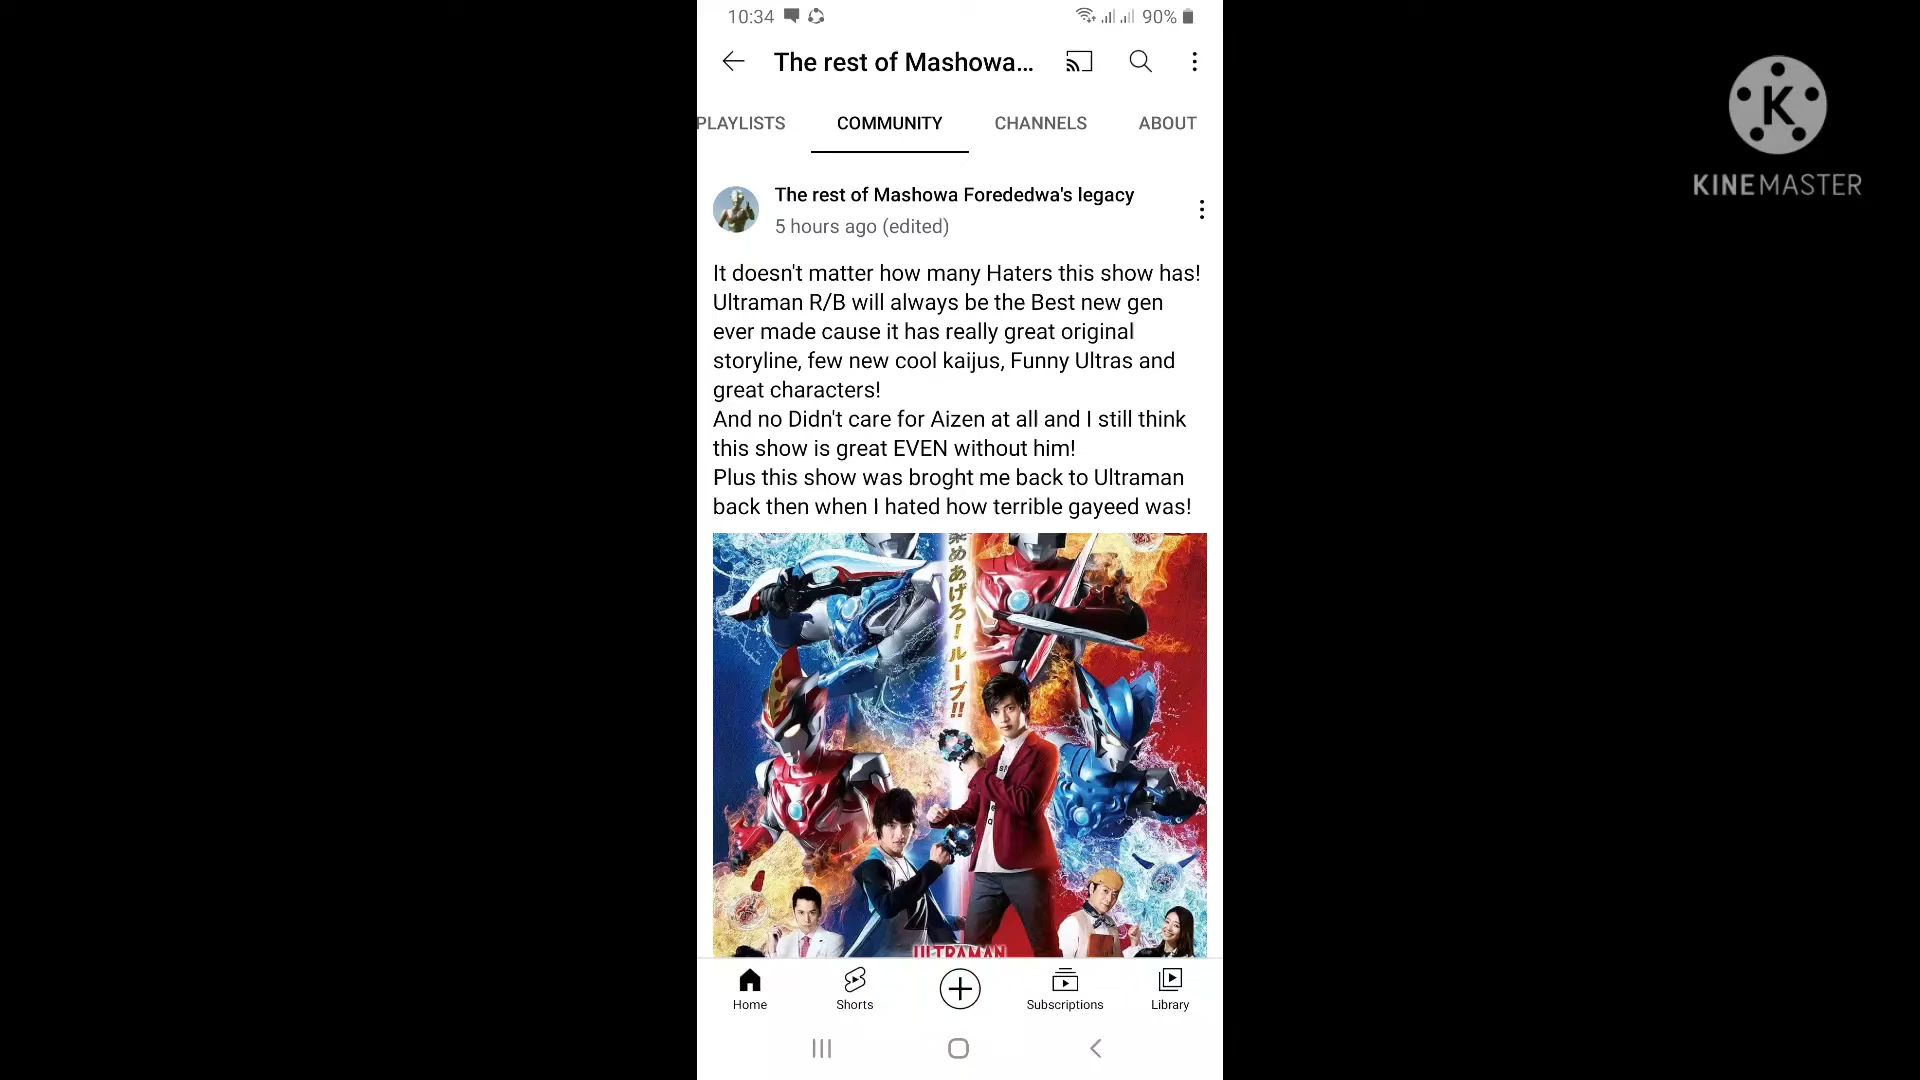 10:34
90%
The rest of Mashowa...
PLAYLISTS
COMMUNITY
CHANNELS
ABOUT
The rest of Mashowa Forededwa's legacy
5 hours ago (edited)
It doesn't matter how many Haters this show has!
Ultraman R/B will always be the Best new gen
ever made cause it has really great original
storyline, few new cool kaijus, Funny Ultras and
great characters!
And no Didn't care for Aizen at all and I still think
this show is great EVEN without him!
Plus this show was broght me back to Ultraman
back then when I hated how terrible gayeed was!
染めあげろ!ルーブ!!
ULTRAMAN
Home
Shorts
Subscriptions
Library
K
KINEMASTER